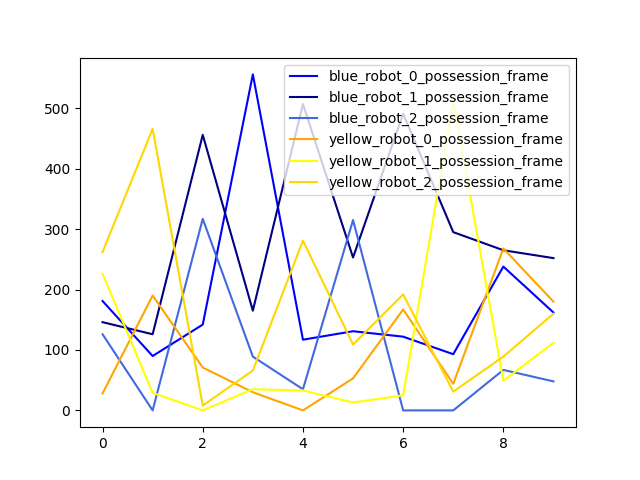 blue_robot_0_possession_frame
blue_robot_1_possession_frame
blue_robot_2_possession_frame
yellow_robot_0_possession_frame
yellow_robot_1_possession_frame
yellow_robot_2_possession_frame
500
400
300
200
100
0
0 2 4 6 8